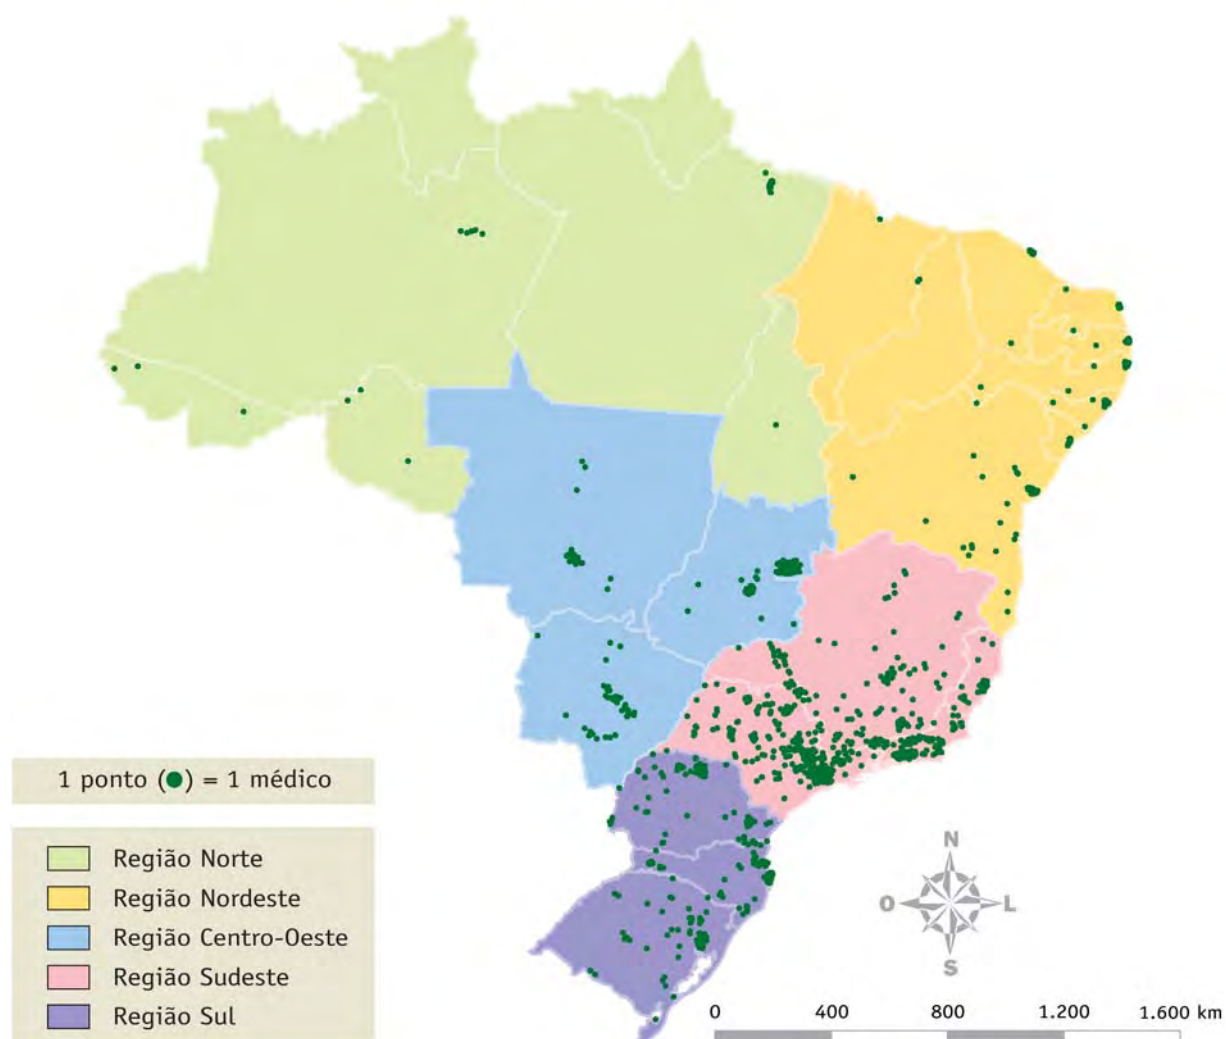 1 ponto (●) = 1 médico
Região Norte
Região Nordeste
Região Centro-Oeste
Região Sudeste
Região Sul
N
O
L
S
0 400 800 1.200 1.600 km